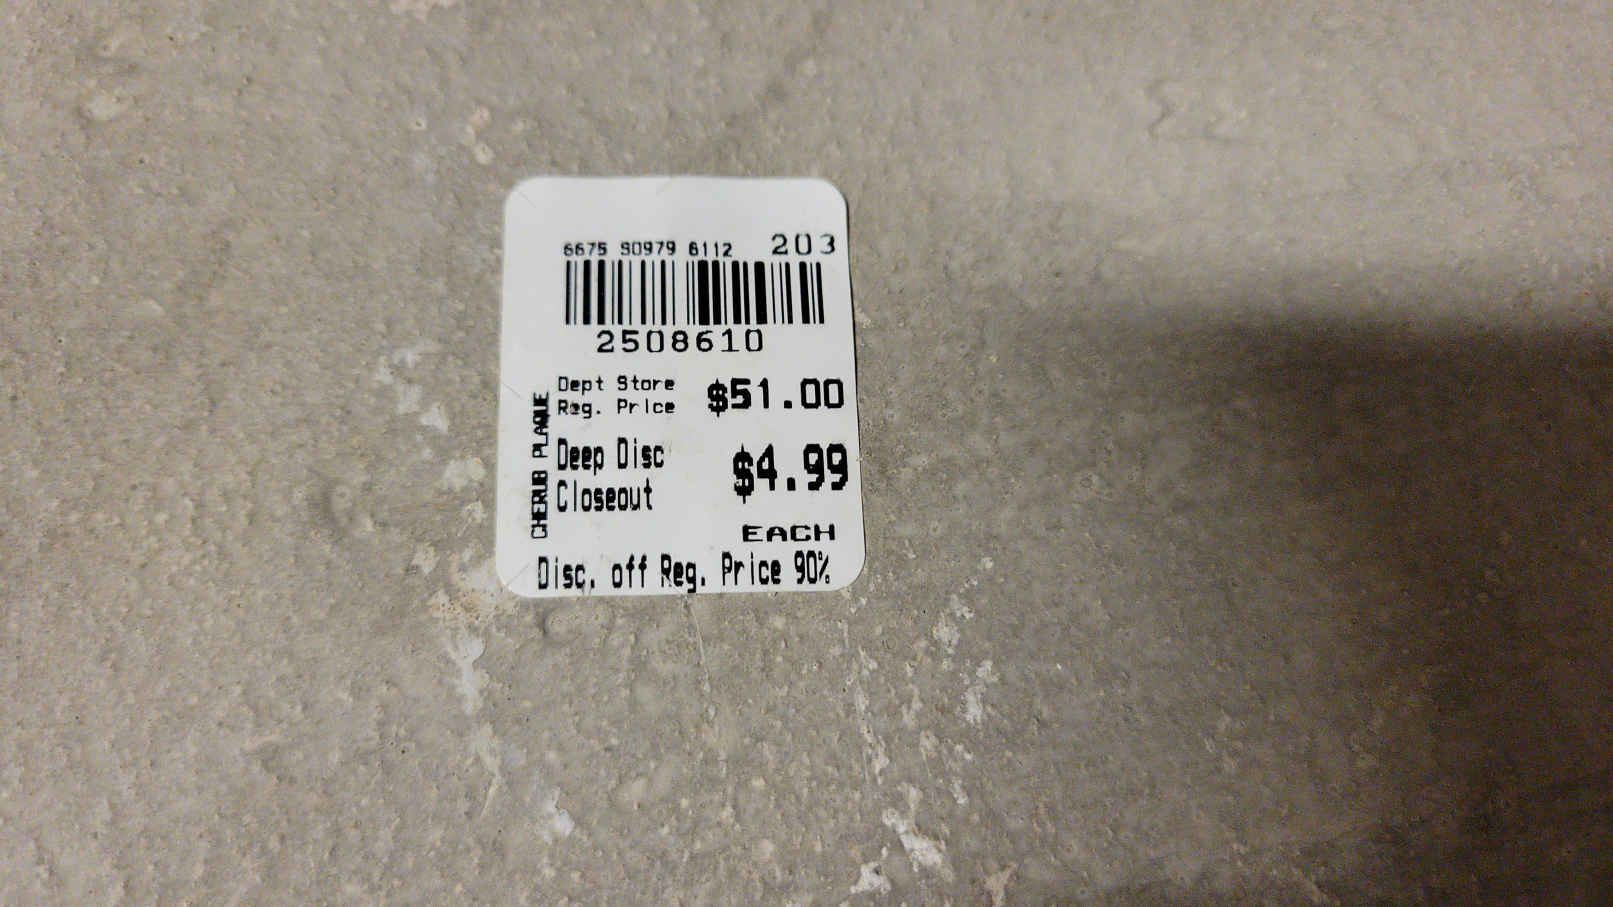 6675 S0979 6112 203
2508610
CHERUB PLAQUE
Dept Store
Reg. Price $51.00
Deep Disc
Closeout $4.99
EACH
Disc. off Reg. Price 90%